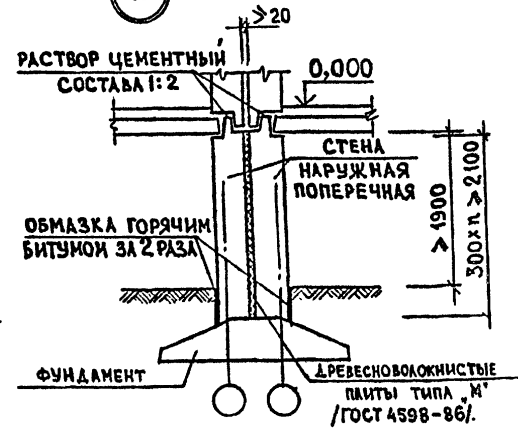 ≥20
РАСТВОР ЦЕМЕНТНЫЙ
СОСТАВА 1:2
0,000
СТЕНА
НАРУЖНАЯ
ПОПЕРЕЧНАЯ
≥1900
300×n ≥2100
ОБМАЗКА ГОРЯЧИМ
БИТУМОМ ЗА 2 РАЗА
ФУНДАМЕНТ
ДРЕВЕСНОВОЛОКНИСТЫЕ
ПЛИТЫ ТИПА „М"
/ГОСТ 4598-86/.